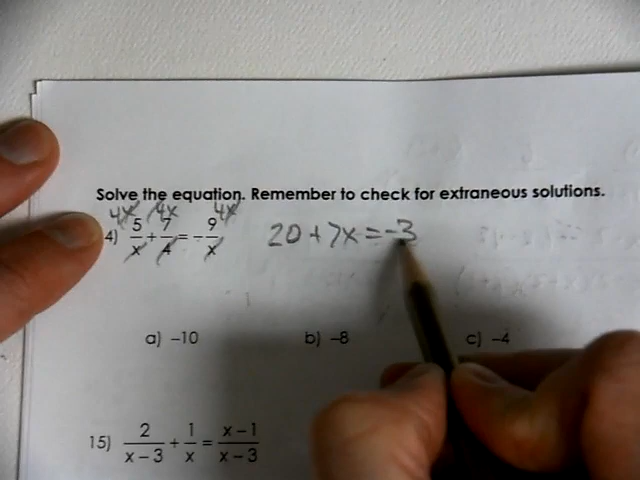 Solve the equation. Remember to check for extraneous solutions.
4x 4x 4x
4) 5/x + 7/4 = - 9/x 20 + 7x = -3
a) -10 b) -8 c) -4
15) 2/(x-3) + 1/x = (x-1)/(x-3)